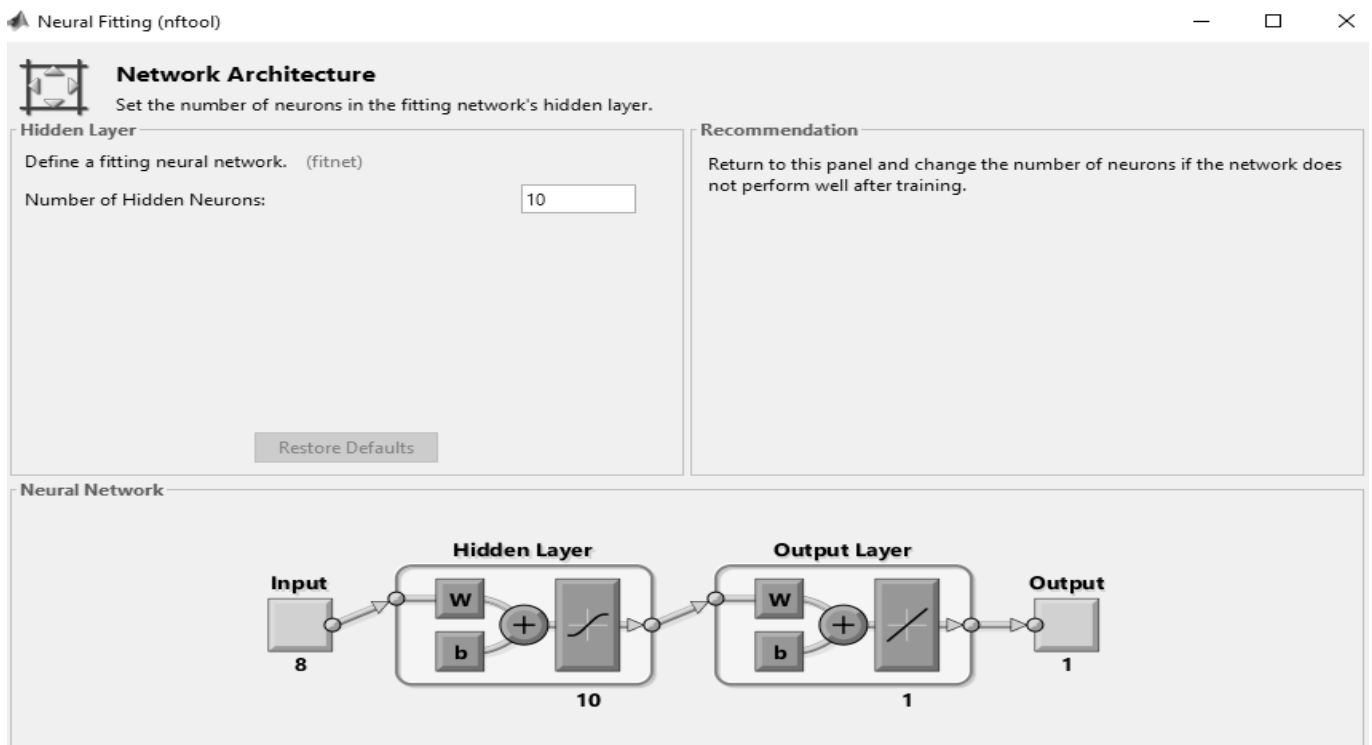 Neural Fitting (nftool)
Network Architecture
Set the number of neurons in the fitting network's hidden layer.
Hidden Layer
Define a fitting neural network. (fitnet)
Number of Hidden Neurons: 10
Restore Defaults
Recommendation
Return to this panel and change the number of neurons if the network does
not perform well after training.
Neural Network
Hidden Layer
Output Layer
Input
Output
W
b
+
W
b
+
8
10
1
1